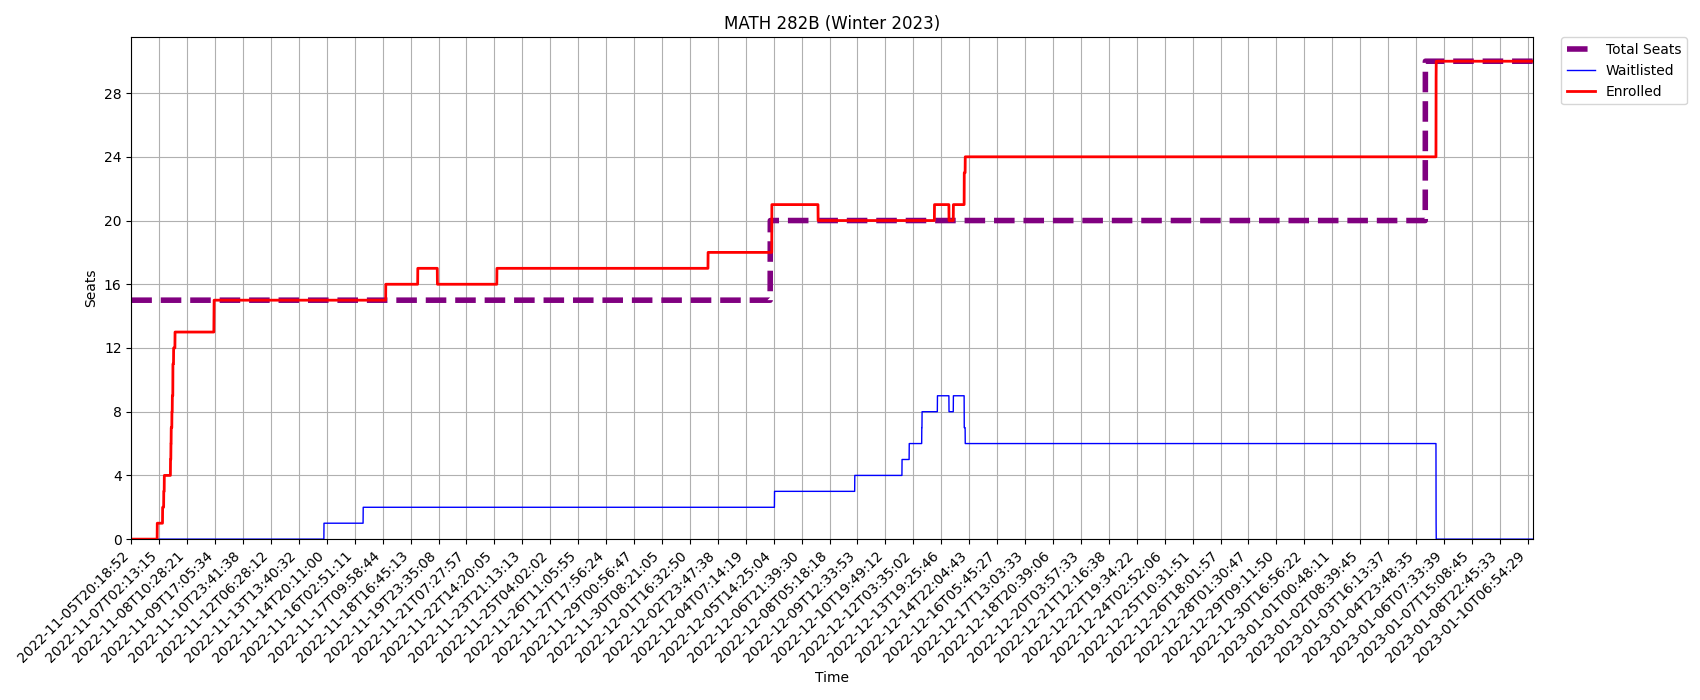 MATH 282B (Winter 2023)
Total Seats
Waitlisted
Enrolled
Seats
28
24
20
16
12
8
4
0
2022-11-05T20:18:52
2022-11-07T02:13:15
2022-11-08T10:28:21
2022-11-09T17:05:34
2022-11-10T23:41:38
2022-11-12T06:28:12
2022-11-13T13:40:32
2022-11-14T20:11:00
2022-11-16T02:51:11
2022-11-17T09:58:44
2022-11-18T16:45:13
2022-11-19T23:35:08
2022-11-21T07:27:57
2022-11-22T14:20:05
2022-11-23T21:13:13
2022-11-25T04:02:02
2022-11-26T11:05:55
2022-11-27T17:56:24
2022-11-29T00:56:47
2022-11-30T08:21:05
2022-12-01T16:32:50
2022-12-02T23:47:38
2022-12-04T07:14:19
2022-12-05T14:25:04
2022-12-06T21:39:30
2022-12-08T05:18:18
2022-12-09T12:33:53
2022-12-10T19:49:12
2022-12-12T03:35:02
2022-12-13T19:25:46
2022-12-14T22:04:43
2022-12-16T05:45:27
2022-12-17T13:03:33
2022-12-18T20:39:06
2022-12-20T03:57:33
2022-12-21T12:16:38
2022-12-22T19:34:22
2022-12-24T02:52:06
2022-12-25T10:31:51
2022-12-26T18:01:57
2022-12-28T01:30:47
2022-12-29T09:11:50
2022-12-30T16:56:22
2023-01-01T00:48:11
2023-01-02T08:39:45
2023-01-03T16:13:37
2023-01-04T23:48:35
2023-01-06T07:33:39
2023-01-07T15:08:45
2023-01-08T22:45:33
2023-01-10T06:54:29
Time